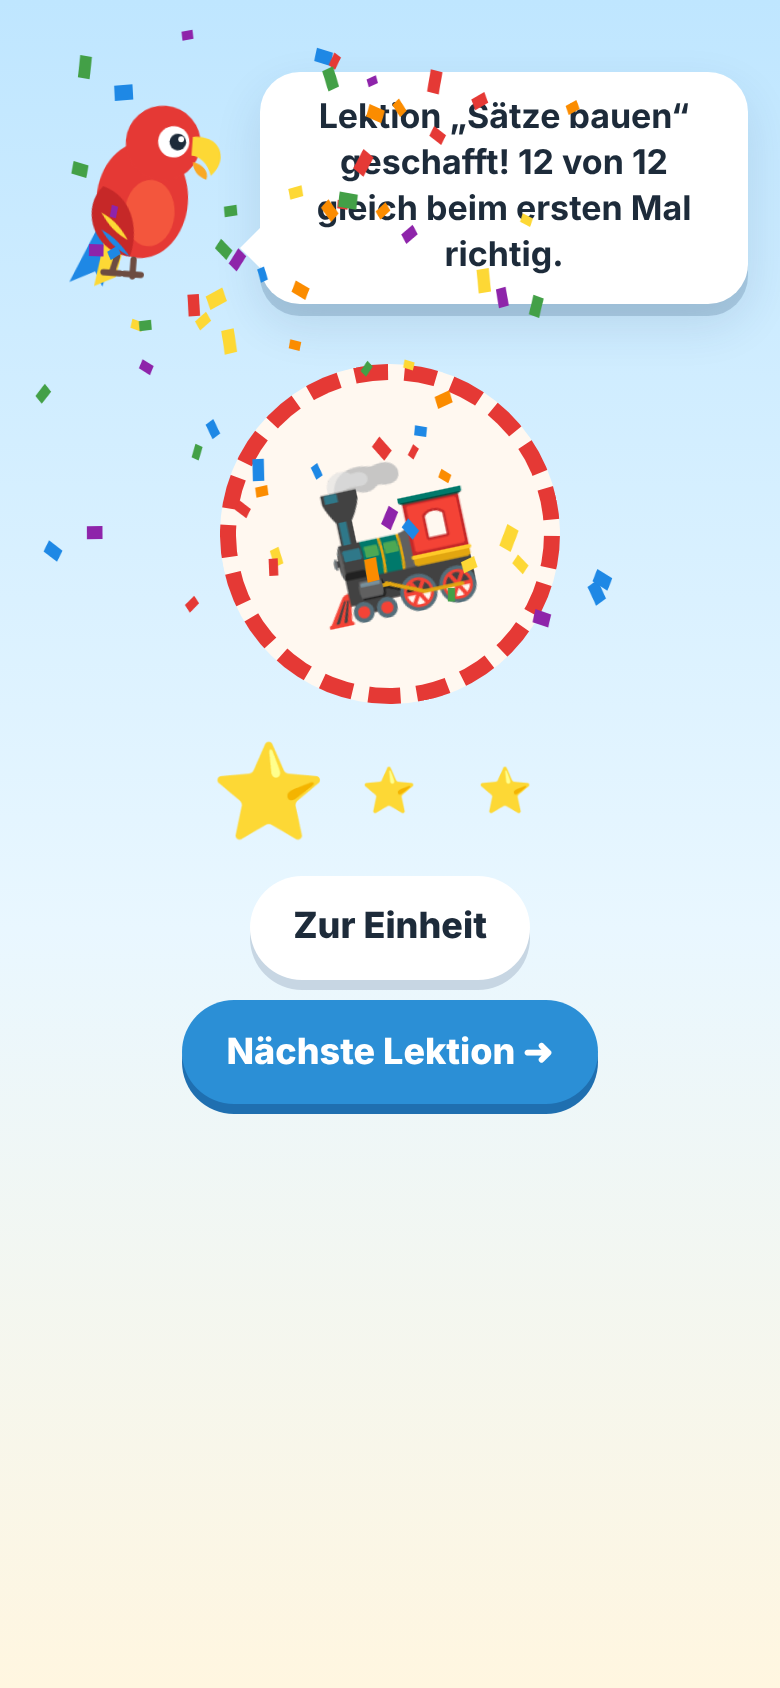 Lektion „Sätze bauen“
geschafft! 12 von 12
gleich beim ersten Mal
richtig.
Zur Einheit
Nächste Lektion ➜